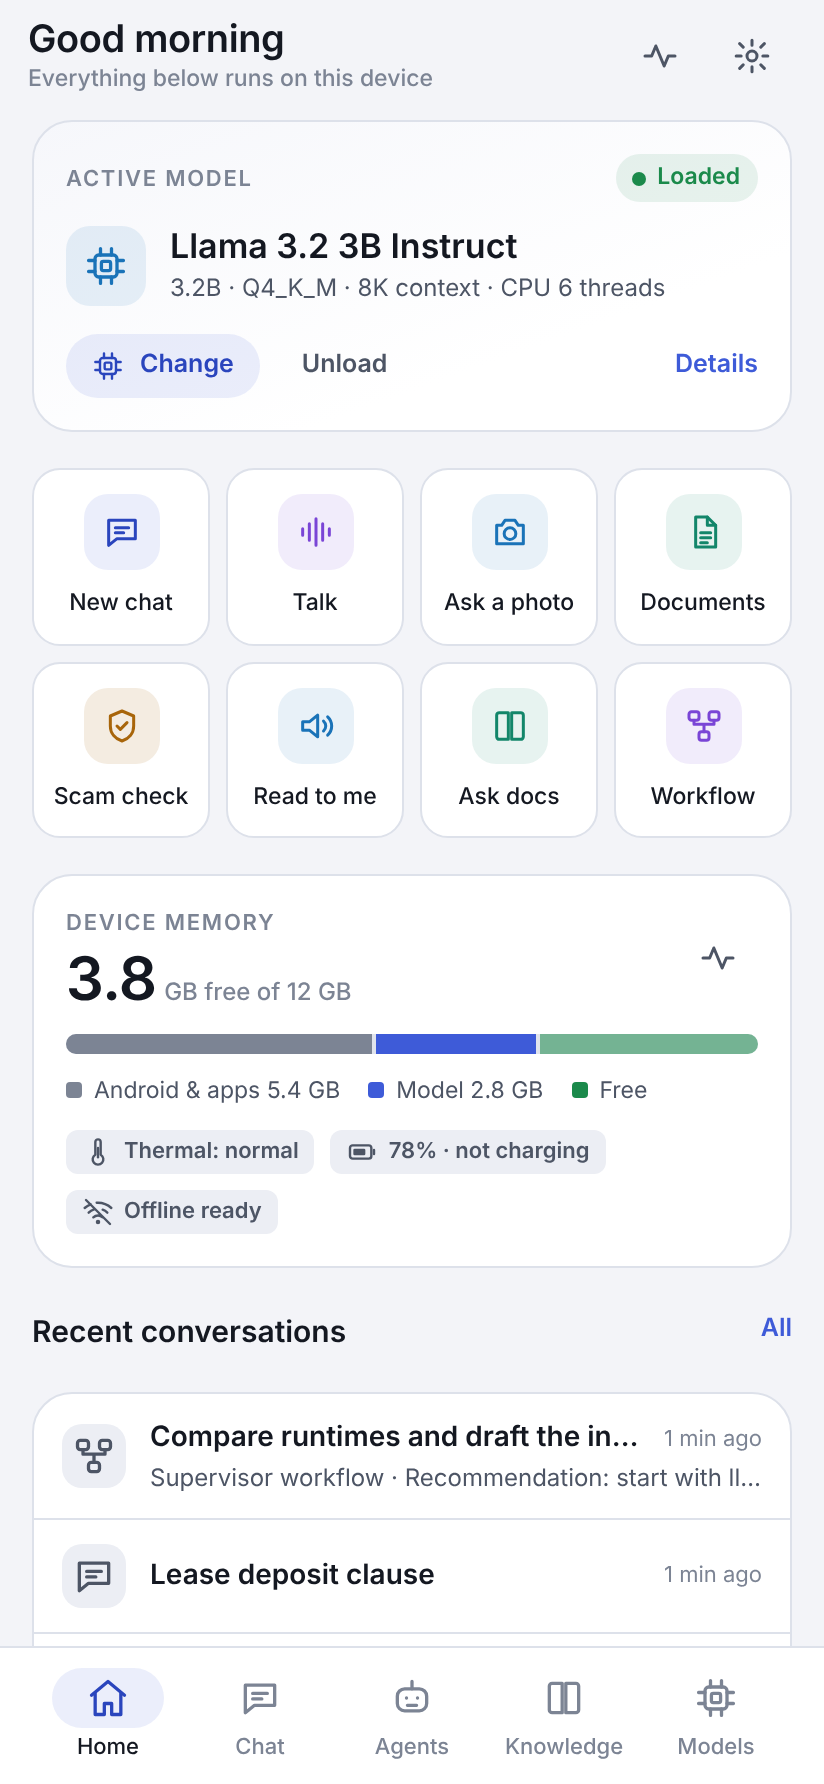 Good morning
Everything below runs on this device
ACTIVE MODEL
Loaded
Llama 3.2 3B Instruct
3.2B · Q4_K_M · 8K context · CPU 6 threads
Change
Unload
Details
New chat
Talk
Ask a photo
Documents
Scam check
Read to me
Ask docs
Workflow
DEVICE MEMORY
3.8 GB free of 12 GB
Android & apps 5.4 GB
Model 2.8 GB
Free
Thermal: normal
78% · not charging
Offline ready
Recent conversations
All
Compare runtimes and draft the in...
1 min ago
Supervisor workflow · Recommendation: start with ll...
Lease deposit clause
1 min ago
Home
Chat
Agents
Knowledge
Models